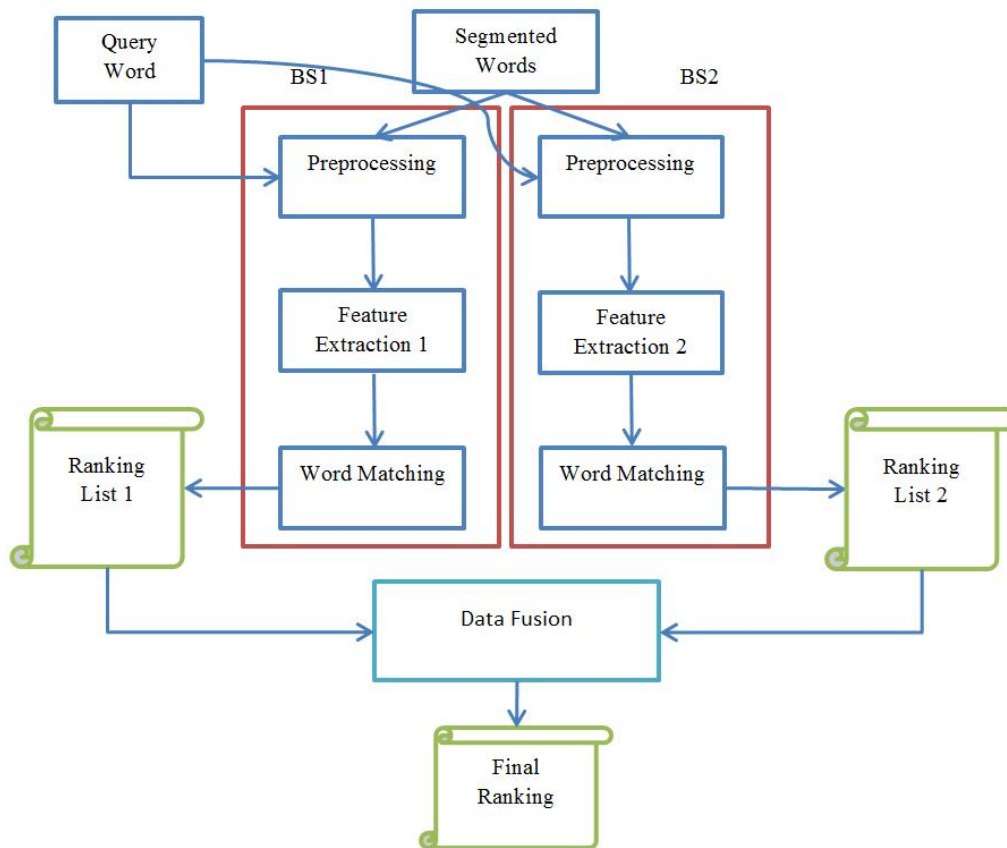 Query
Word
Segmented
Words
BS1
BS2
Preprocessing
Preprocessing
Feature
Extraction 1
Feature
Extraction 2
Ranking
List 1
Word Matching
Word Matching
Ranking
List 2
Data Fusion
Final
Ranking